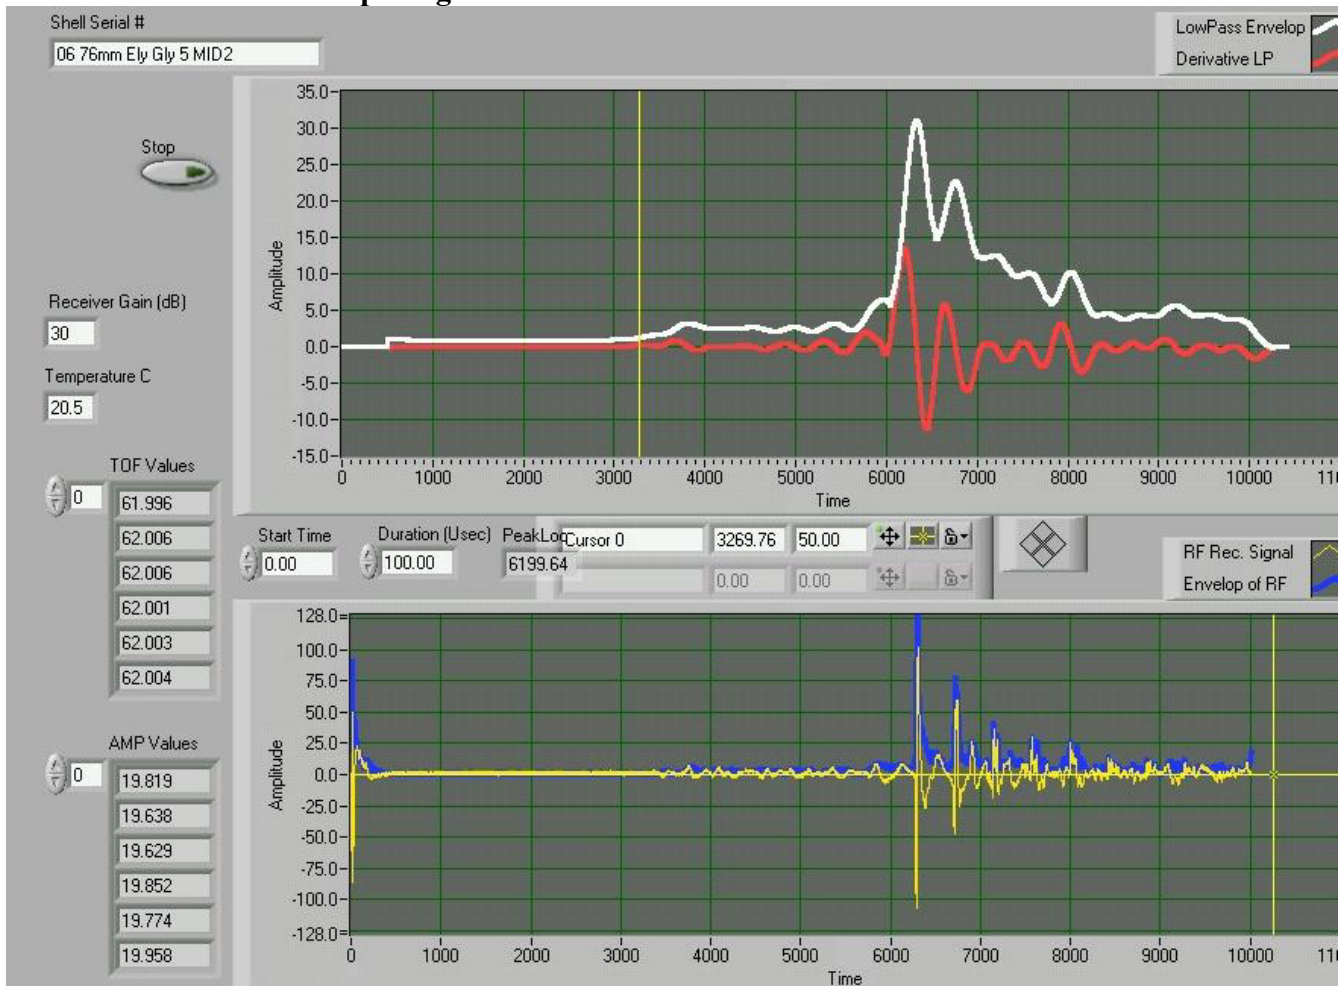 Shell Serial #
06 76mm Ely Gly 5 MID2
LowPass Envelop
Derivative LP
Stop
Receiver Gain (dB)
30
Temperature C
20.5
Amplitude
35.0
30.0
25.0
20.0
15.0
10.0
5.0
0.0
-5.0
-10.0
-15.0
0 1000 2000 3000 4000 5000 6000 7000 8000 9000 10000
Time
TOF Values
0
61.996
62.006
62.006
62.001
62.003
62.004
Start Time
0.00
Duration (Usec)
100.00
6199.64
Cursor 0 3269.76 50.00
0.00 0.00
RF Rec. Signal
Envelop of RF
AMP Values
0
19.819
19.638
19.629
19.852
19.774
19.958
Amplitude
128.0
100.0
75.0
50.0
25.0
0.0
-25.0
-50.0
-75.0
-100.0
-128.0
0 1000 2000 3000 4000 5000 6000 7000 8000 9000 10000
Time